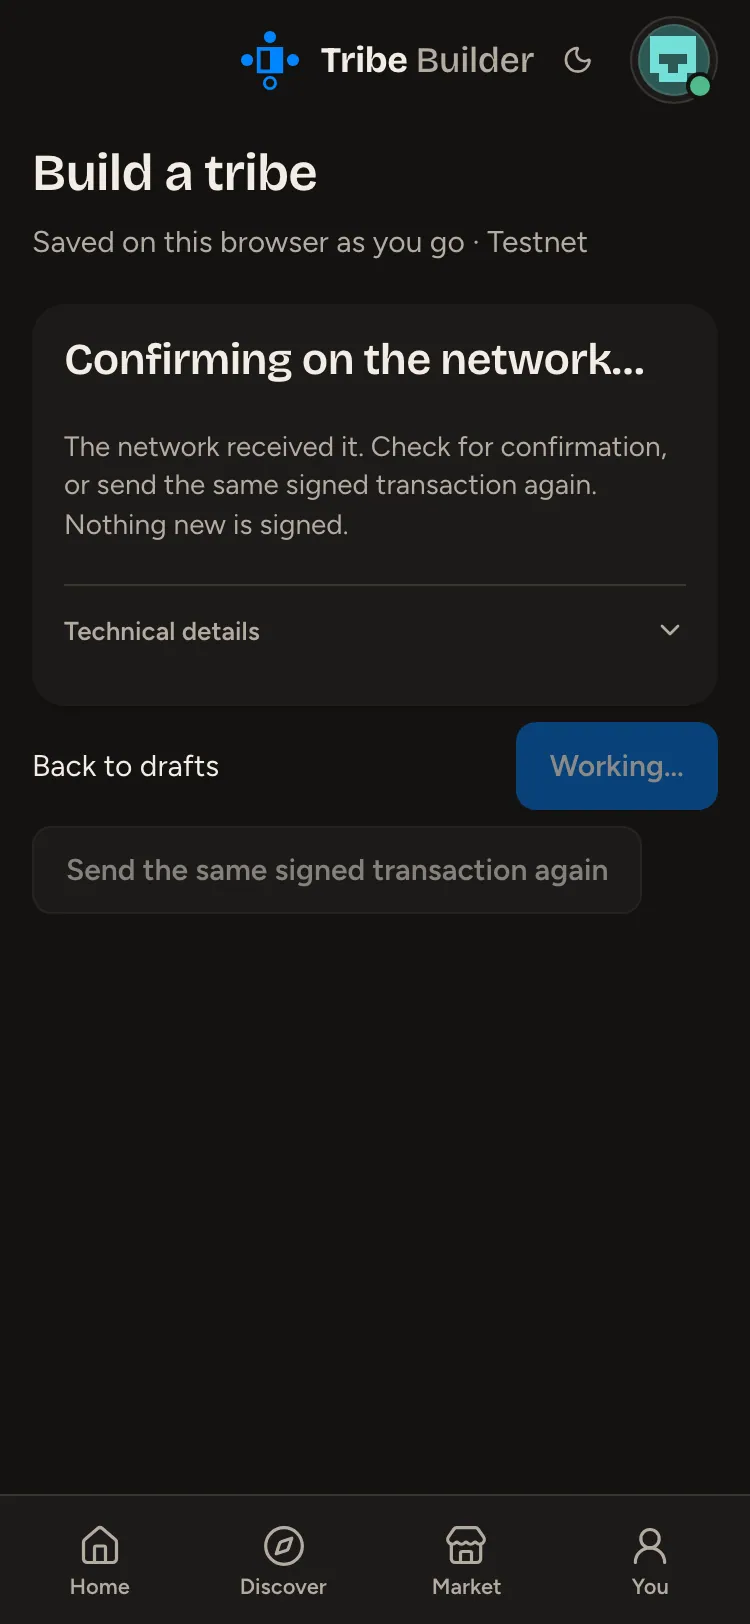 Tribe Builder
Build a tribe
Saved on this browser as you go · Testnet
Confirming on the network...
The network received it. Check for confirmation,
or send the same signed transaction again.
Nothing new is signed.
Technical details
Back to drafts
Working...
Send the same signed transaction again
Home
Discover
Market
You